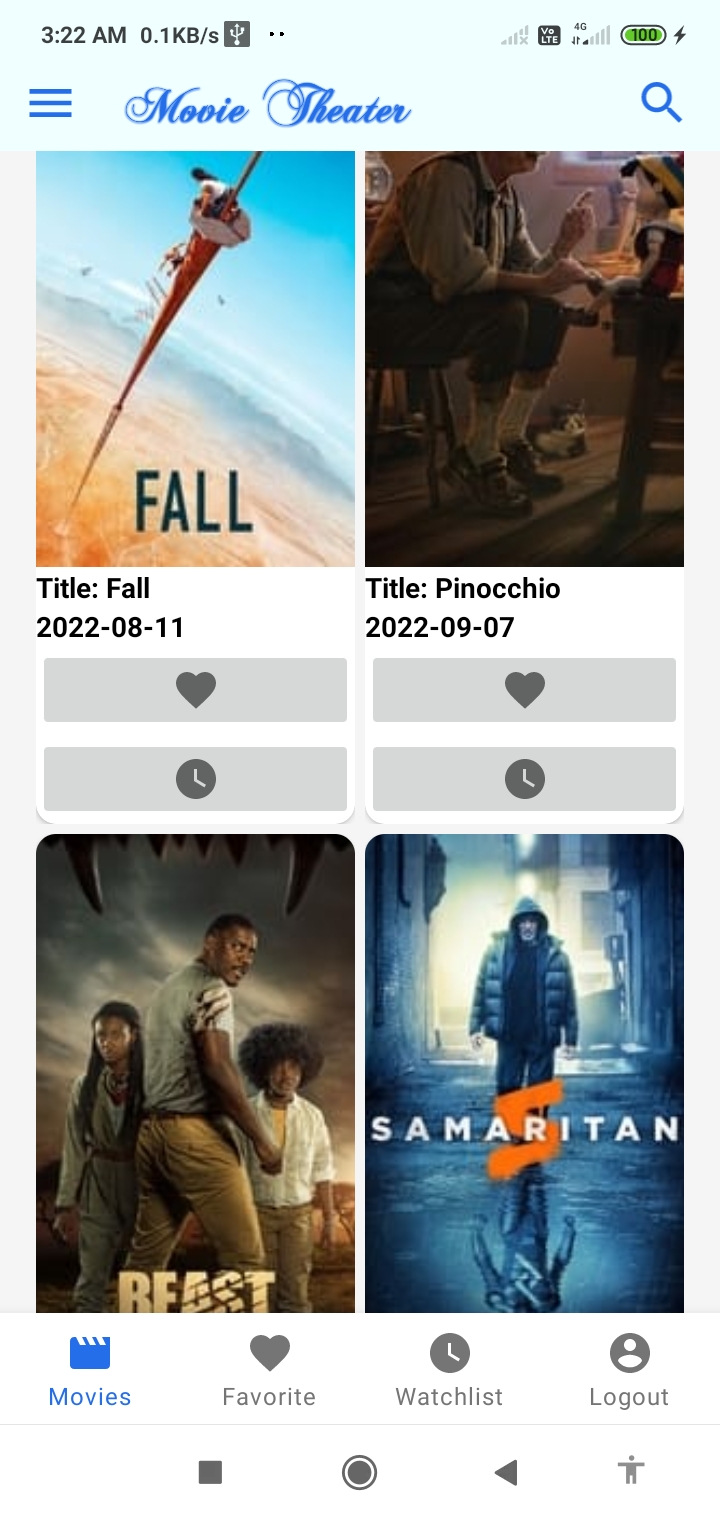 3:22 AM 0.1KB/s
Vo LTE 4G 100
Movie Theater
FALL
Title: Fall
2022-08-11
Title: Pinocchio
2022-09-07
BEAST
SAMARITAN
Movies
Favorite
Watchlist
Logout